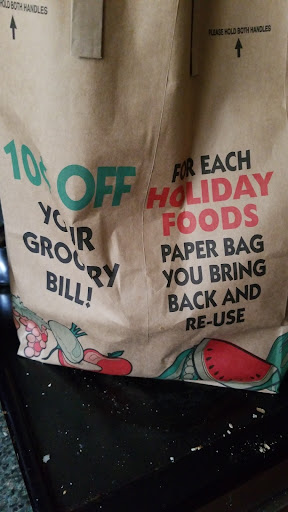 HOLD BOTH HANDLES
PLEASE HOLD BOTH HANDLES
10¢ OFF
YOUR
GROCERY
BILL!
FOR EACH
HOLIDAY
FOODS
PAPER BAG
YOU BRING
BACK AND
RE-USE